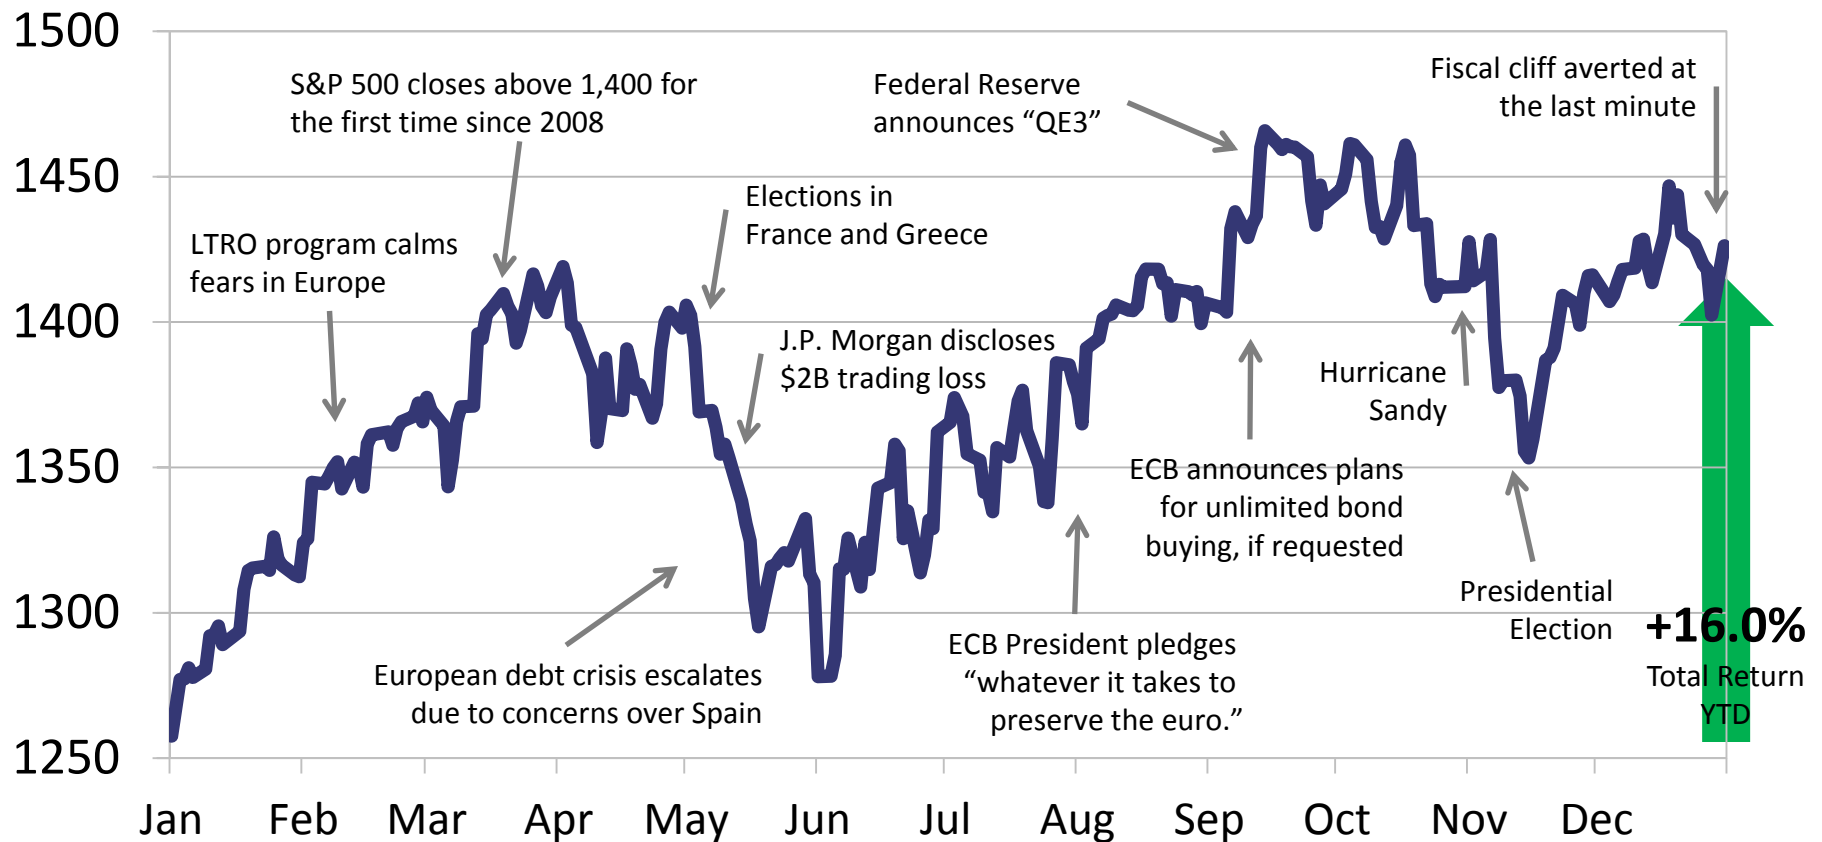 1500
1450
1400
1350
1300
1250
S&P 500 closes above 1,400 for
the first time since 2008
Federal Reserve
announces “QE3”
Fiscal cliff averted at
the last minute
LTRO program calms
fears in Europe
Elections in
France and Greece
J.P. Morgan discloses
$2B trading loss
Hurricane
Sandy
ECB announces plans
for unlimited bond
buying, if requested
European debt crisis escalates
due to concerns over Spain
ECB President pledges
“whatever it takes to
preserve the euro.”
Presidential
Election
+16.0%
Total Return
YTD
Jan Feb Mar Apr May Jun Jul Aug Sep Oct Nov Dec